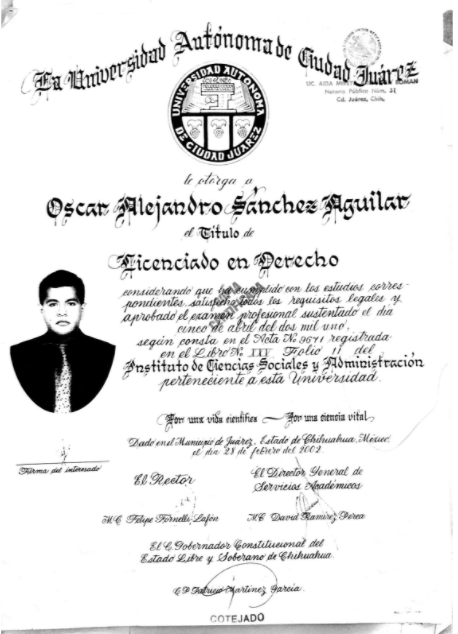 La Universidad Autónoma de Ciudad Juárez
Notario Público Núm. 31
Cd. Juárez, Chih.
UNIVERSIDAD AUTONOMA
DE CIUDAD JUAREZ
le otorga a
Oscar Alejandro Sánchez Aguilar
el Título de
Licenciado en Derecho
considerando que ha cumplido con los estudios corres-
pondientes, satisfecho todos los requisitos legales y
aprobado el examen profesional sustentado el día
cinco de abril del dos mil uno,
según consta en el Acta No. 9671 registrada
en el Libro No. III Folio 11 del
Instituto de Ciencias Sociales y Administración
perteneciente a esta Universidad.
Por una vida científica — Por una ciencia vital
Dado en el Municipio de Juárez, Estado de Chihuahua, México,
el día 28 de febrero del 2002
Firma del interesado
El Rector
El Director General de
Servicios Académicos
M.C. Felipe Fornelli Lafón
M.C. David Ramírez Perea
El C. Gobernador Constitucional del
Estado Libre y Soberano de Chihuahua
C.P. Patricio Martínez García.
COTEJADO